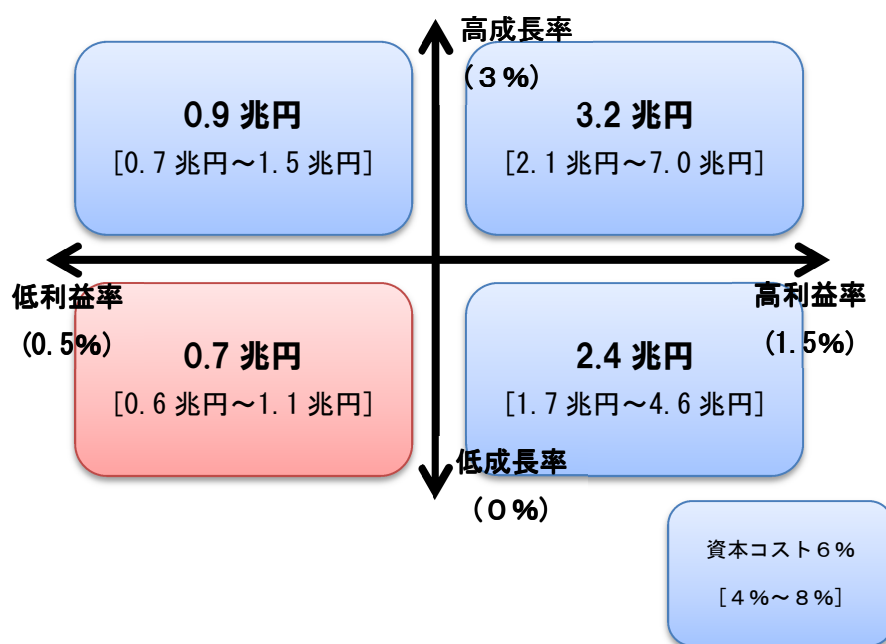 高成長率
（３%）
0.9 兆円
[0.7 兆円～1.5 兆円]
3.2 兆円
[2.1 兆円～7.0 兆円]
低利益率
(0.5%)
高利益率
(1.5%)
0.7 兆円
[0.6 兆円～1.1 兆円]
2.4 兆円
[1.7 兆円～4.6 兆円]
低成長率
（０%）
資本コスト６%
［４%～８%］